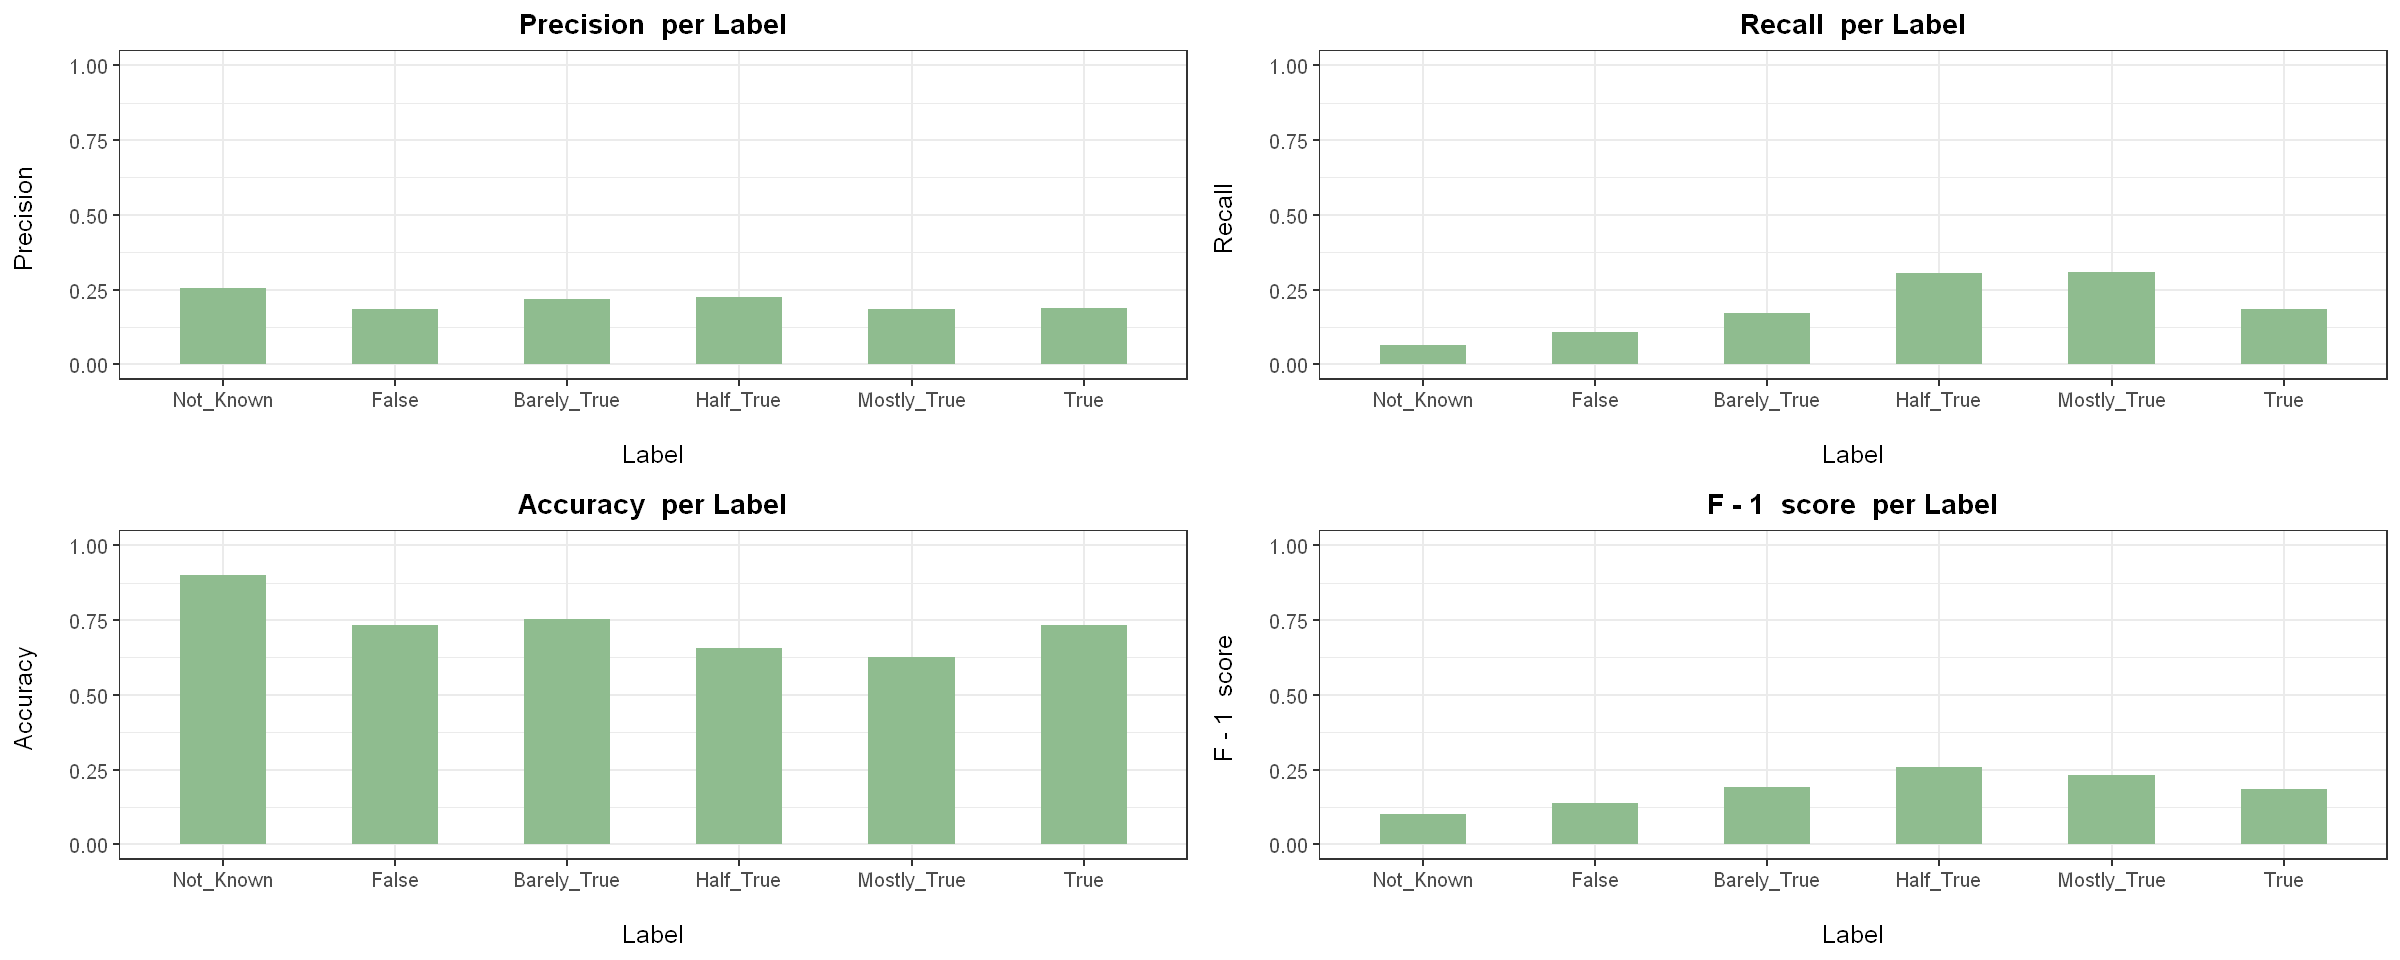 Precision  per Label
1.00
0.75
0.50
0.25
0.00
Precision
Not_Known False Barely_True Half_True Mostly_True True
Label
Recall  per Label
1.00
0.75
0.50
0.25
0.00
Recall
Not_Known False Barely_True Half_True Mostly_True True
Label
Accuracy  per Label
1.00
0.75
0.50
0.25
0.00
Accuracy
Not_Known False Barely_True Half_True Mostly_True True
Label
F - 1  score  per Label
1.00
0.75
0.50
0.25
0.00
F - 1  score
Not_Known False Barely_True Half_True Mostly_True True
Label